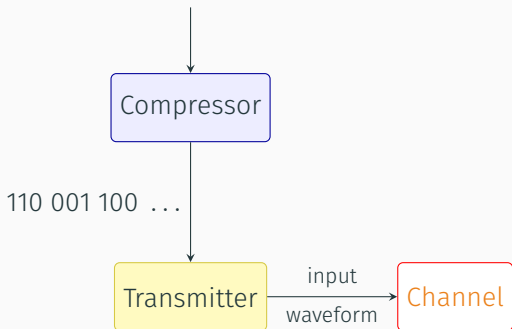 Compressor
110 001 100 ...
Transmitter
input
waveform
Channel